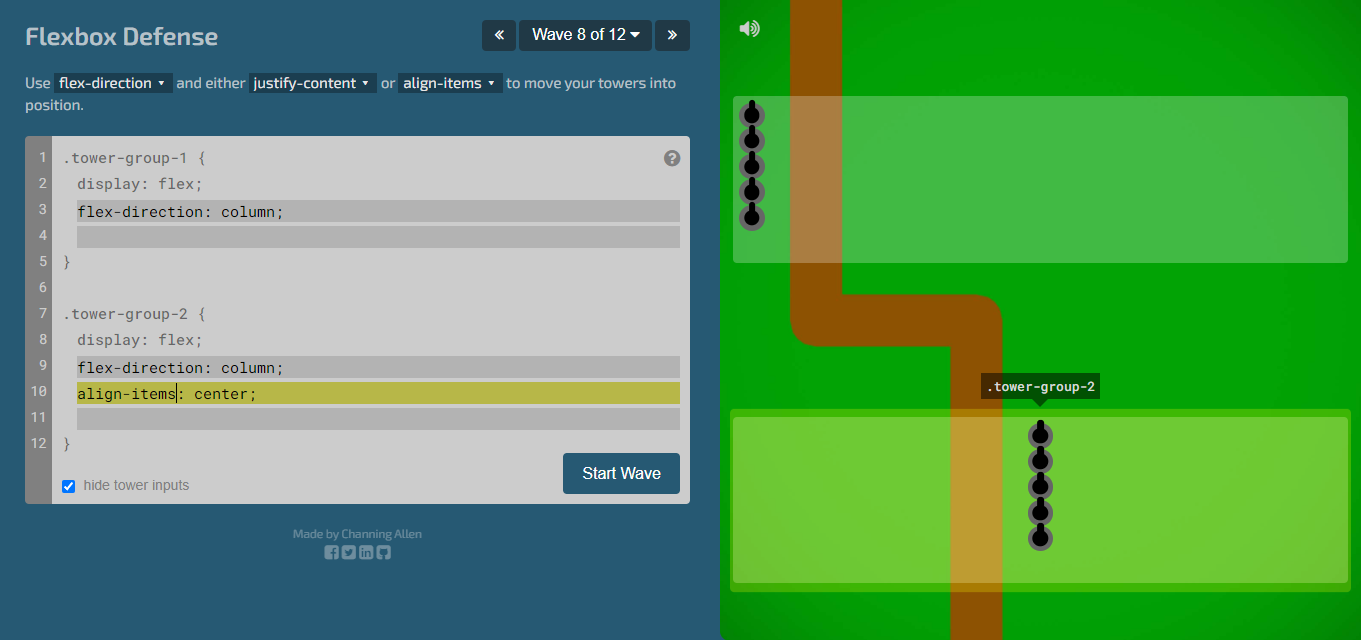 Flexbox Defense
« Wave 8 of 12 »
Use flex-direction and either justify-content or align-items to move your towers into
position.
1 .tower-group-1 {
?
2 display: flex;
3 flex-direction: column;
4
5 }
6
7 .tower-group-2 {
8 display: flex;
9 flex-direction: column;
10 align-items: center;
11
12 }
hide tower inputs
Start Wave
Made by Channing Allen
.tower-group-2